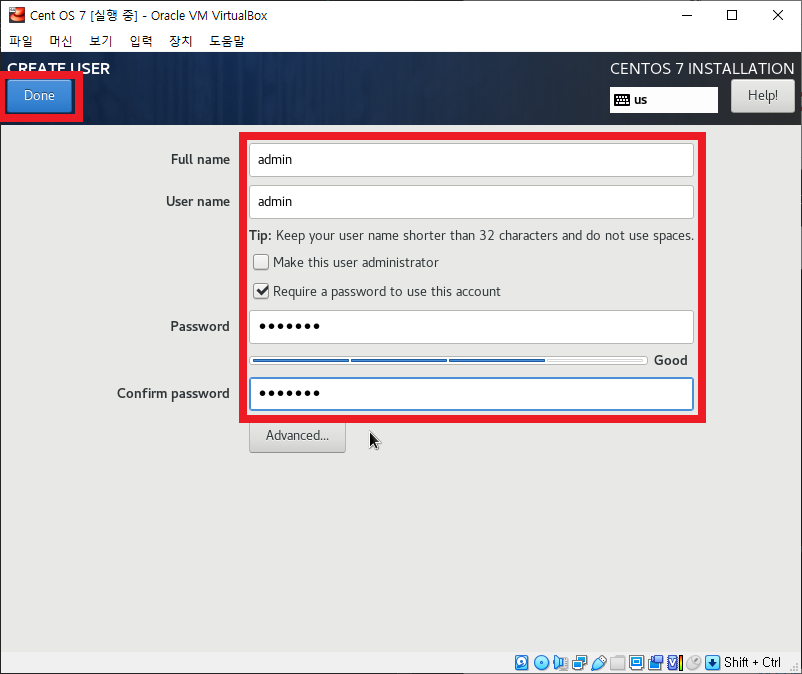 Cent OS 7 [실행 중] - Oracle VM VirtualBox
파일 머신 보기 입력 장치 도움말
CREATE USER
CENTOS 7 INSTALLATION
Done
us
Help!
Full name admin
User name admin
Tip: Keep your user name shorter than 32 characters and do not use spaces.
Make this user administrator
Require a password to use this account
Password •••••••
Good
Confirm password •••••••
Advanced...
Shift + Ctrl